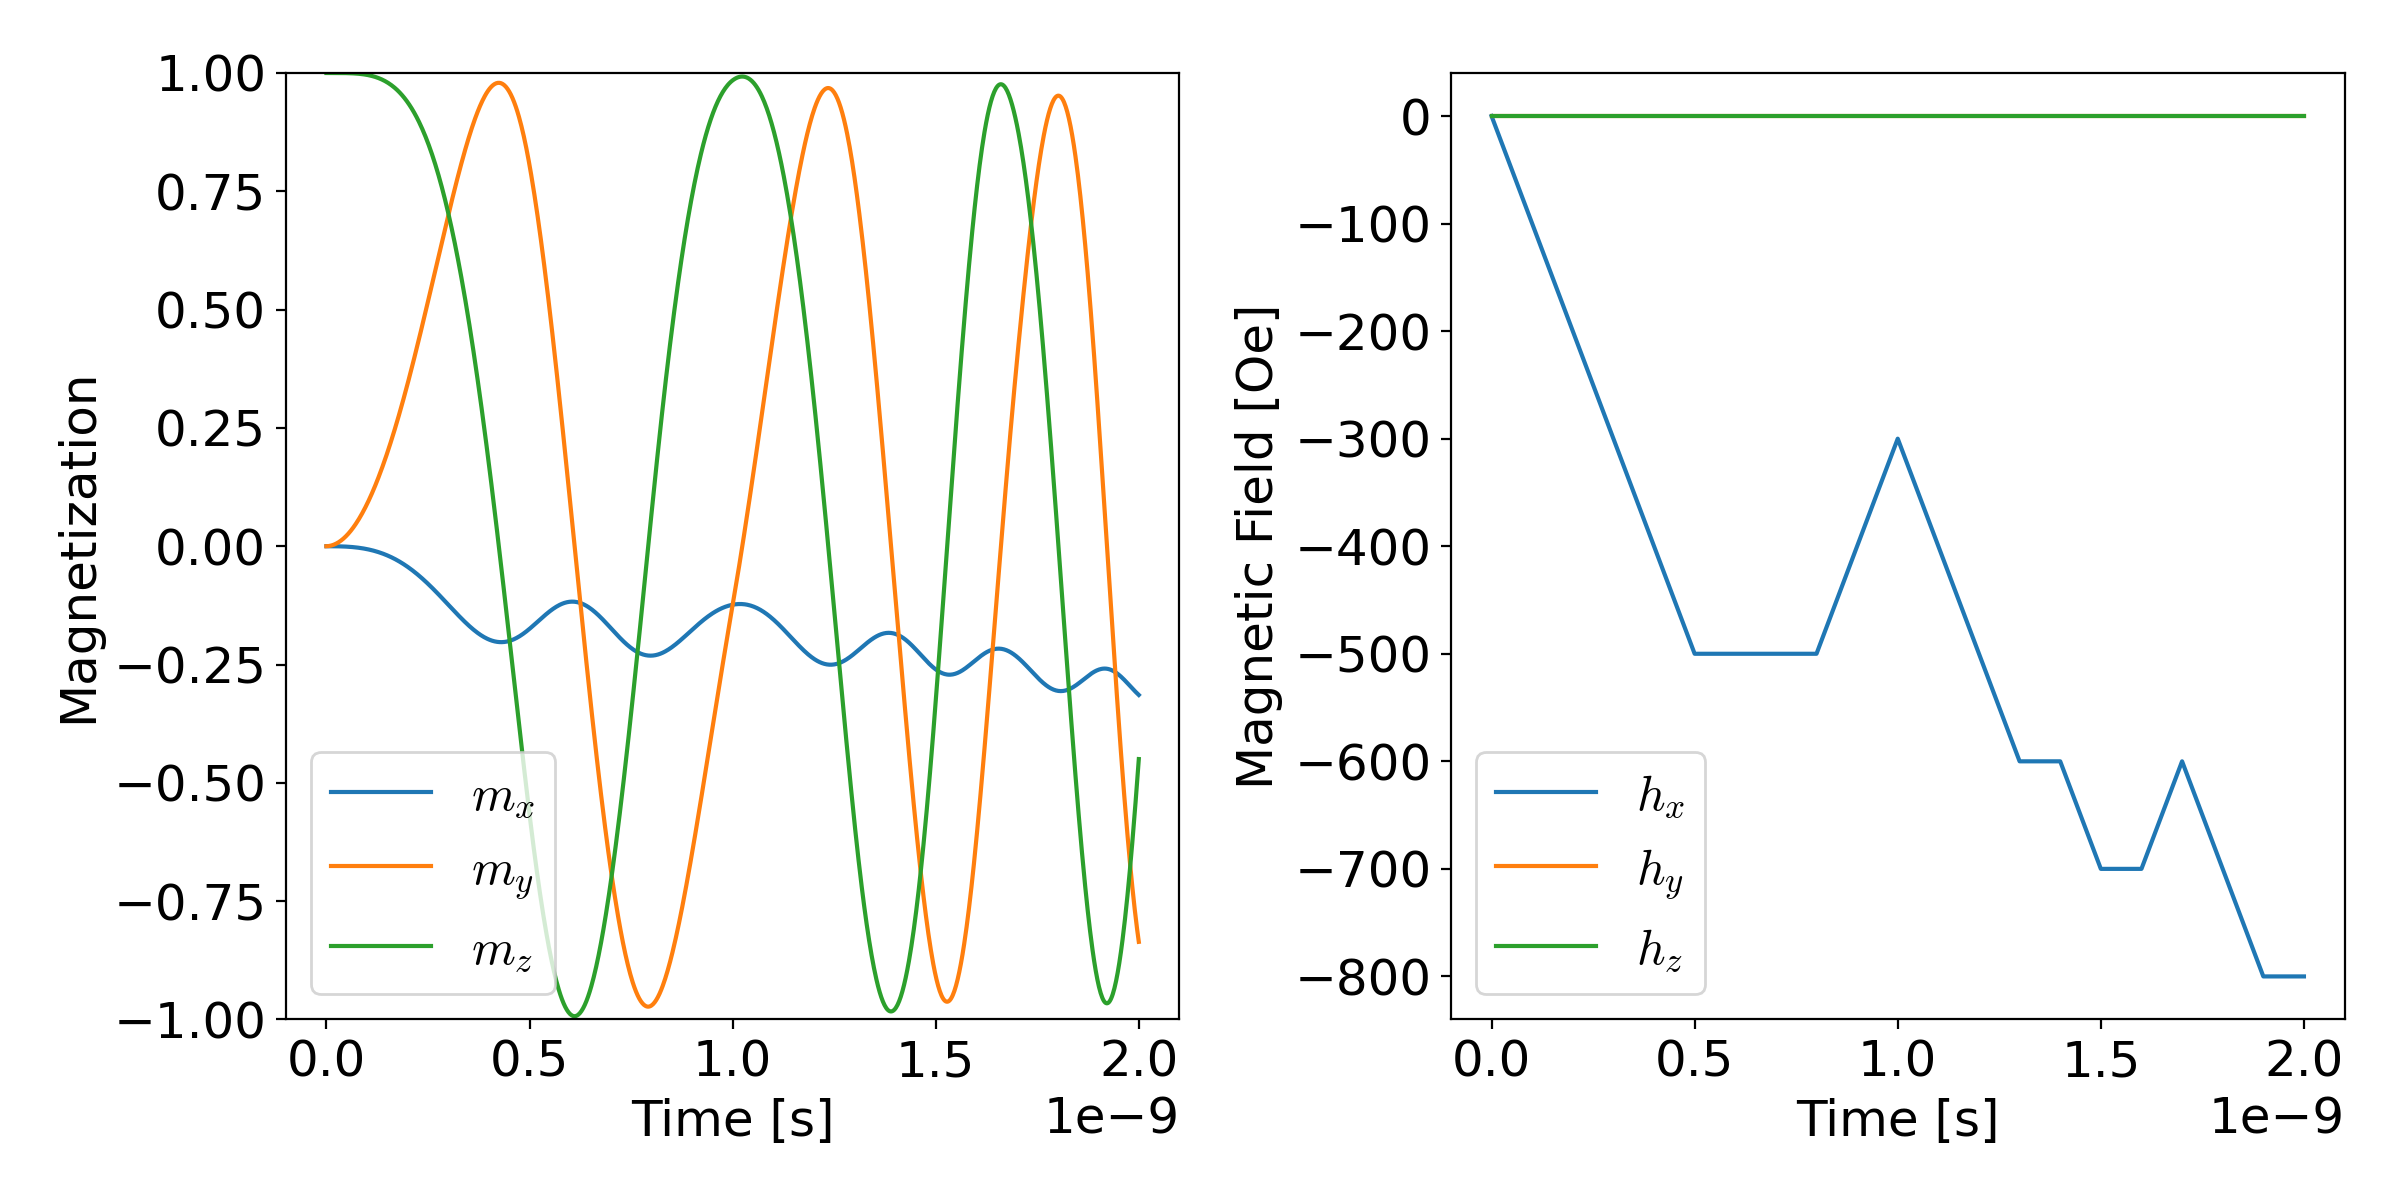 Magnetization
1.00
0.75
0.50
0.25
0.00
−0.25
−0.50
−0.75
−1.00
m_x
m_y
m_z
0.0 0.5 1.0 1.5 2.0
Time [s]
1e−9
Magnetic Field [Oe]
0
−100
−200
−300
−400
−500
−600
−700
−800
h_x
h_y
h_z
0.0 0.5 1.0 1.5 2.0
Time [s]
1e−9